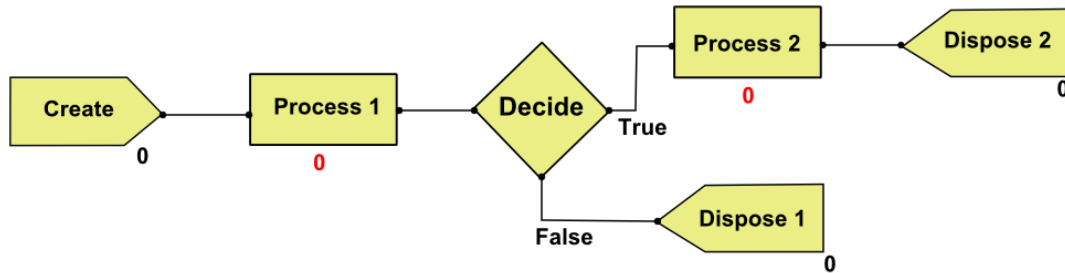 Create
0
Process 1
0
Decide
True
False
Process 2
0
Dispose 2
0
Dispose 1
0